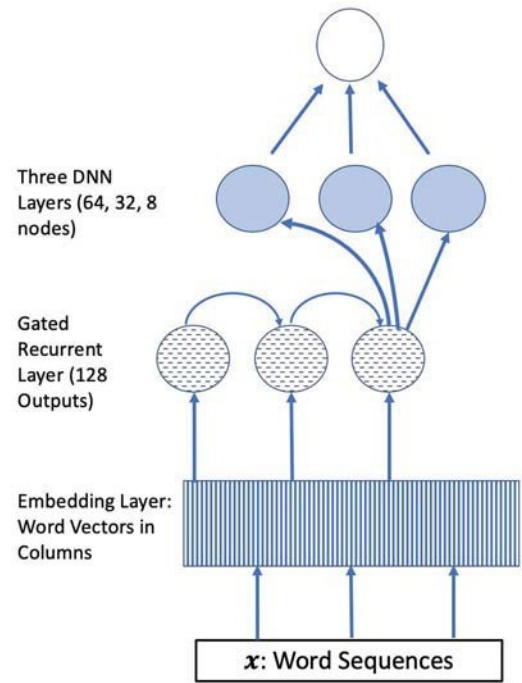 Three DNN
Layers (64, 32, 8
nodes)
Gated
Recurrent
Layer (128
Outputs)
Embedding Layer:
Word Vectors in
Columns
x: Word Sequences